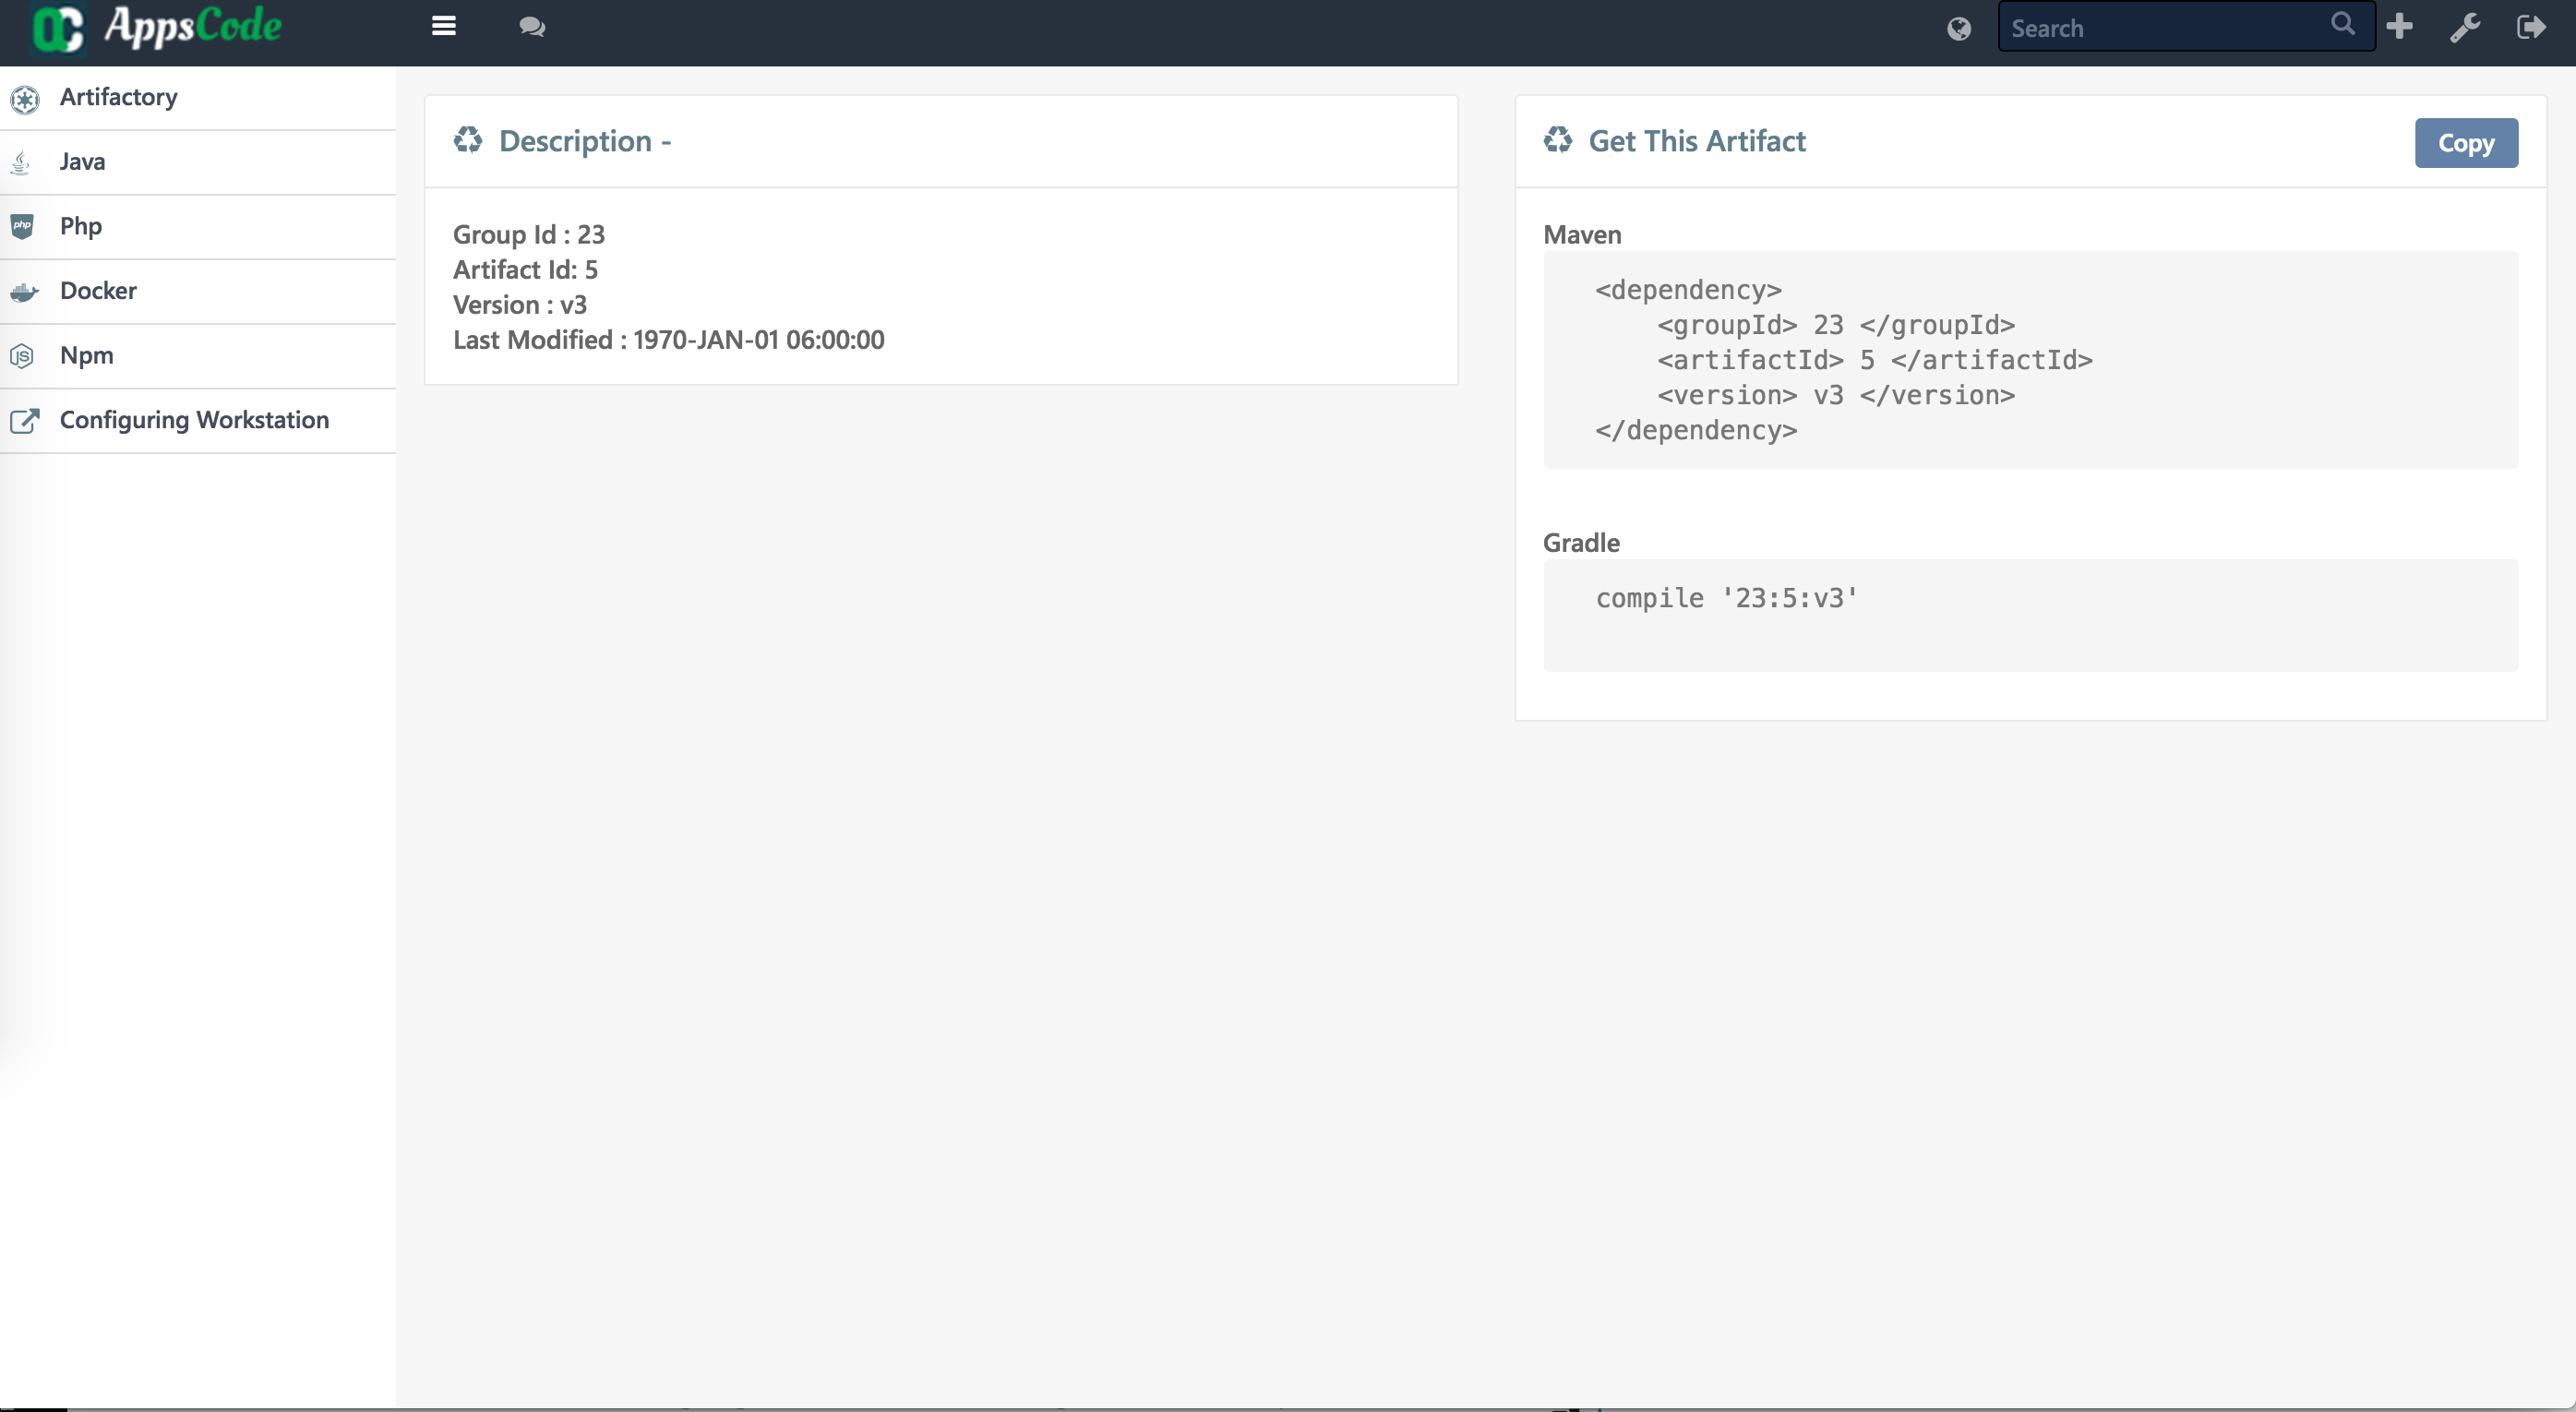 AppsCode
Search
Artifactory
Java
Php
Docker
Npm
Configuring Workstation
Description -
Group Id : 23
Artifact Id: 5
Version : v3
Last Modified : 1970-JAN-01 06:00:00
Get This Artifact
Copy
Maven
<dependency>
    <groupId> 23 </groupId>
    <artifactId> 5 </artifactId>
    <version> v3 </version>
</dependency>
Gradle
compile '23:5:v3'